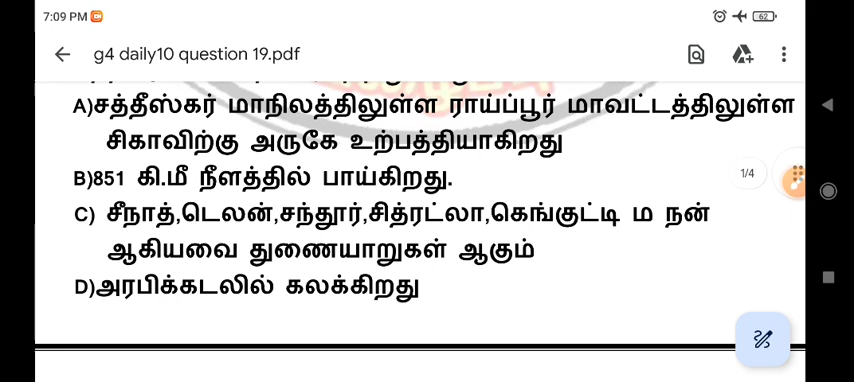 7:09 PM
62
g4 daily10 question 19.pdf
A)சத்தீஸ்கர் மாநிலத்திலுள்ள ராய்ப்பூர் மாவட்டத்திலுள்ள
சிகாவிற்கு அருகே உற்பத்தியாகிறது
B)851 கி.மீ நீளத்தில் பாய்கிறது.
1/4
C) சீநாத்,டெலன்,சந்தூர்,சித்ரட்லா,கெங்குட்டி ம நன்
ஆகியவை துணையாறுகள் ஆகும்
D)அரபிக்கடலில் கலக்கிறது